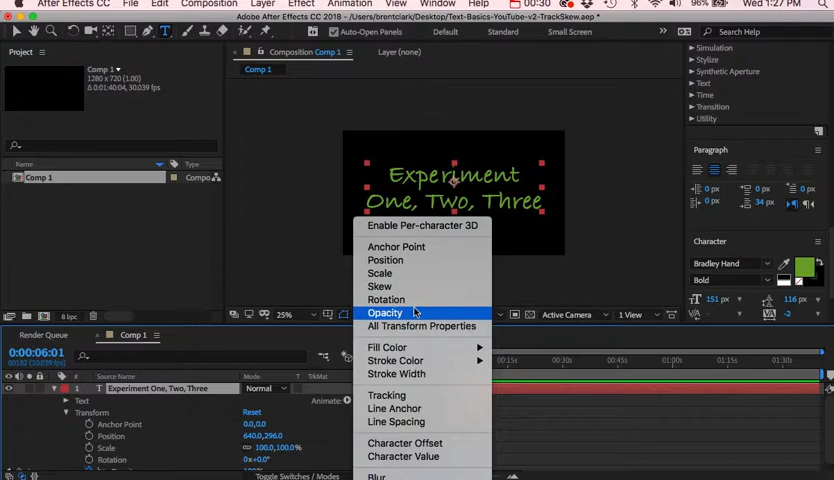 After Effects CC File Edit Composition Layer Effect Animation View Window Help 00:30 96% Wed 1:27 PM
Adobe After Effects CC 2018 - /Users/brentclark/Desktop/Text-Basics-YouTube-v2-TrackSkew.aep *
Auto-Open Panels Default Standard Small Screen Search Help
Project
Composition Comp 1
Layer (none)
Comp 1
Comp 1
1280 x 720 (1.00)
Δ 0:01:40:04, 30.039 fps
Name Type
Comp 1 Compo
8 bpc
Experiment
One, Two, Three
Simulation
Stylize
Synthetic Aperture
Text
Time
Transition
Utility
Paragraph
0 px 0 px 0 px
0 px 34 px
Character
Bradley Hand
Bold
151 px 116 px
-2
25% Active Camera 1 View
Enable Per-character 3D
Anchor Point
Position
Scale
Skew
Rotation
Opacity
All Transform Properties
Fill Color
Stroke Color
Stroke Width
Tracking
Line Anchor
Line Spacing
Character Offset
Character Value
Blur
Render Queue Comp 1
0:00:06:01
00182 (30.039 fps)
# Source Name Mode T TrkMat
1 T Experiment One, Two, Three Normal
Text Animate:
Transform Reset
Anchor Point 0.0,0.0
Position 640.0,296.0
Scale 100.0,100.0%
Rotation 0x+0.0°
Toggle Switches / Modes
00:15s 01:00s 01:15s 01:30s